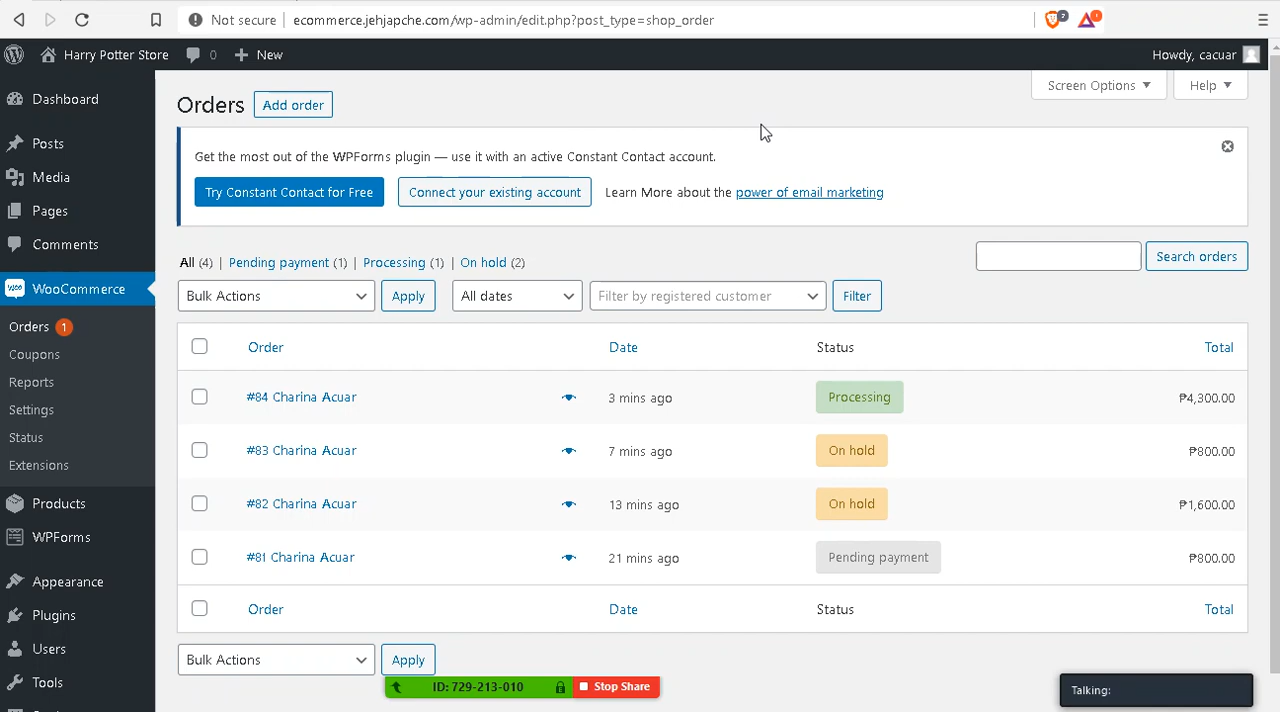 Not secure | ecommerce.jehjapche.com/wp-admin/edit.php?post_type=shop_order 2 1
Harry Potter Store 0 + New Howdy, cacuar
Screen Options ▼ Help ▼
Dashboard
Posts
Media
Pages
Comments
WooCommerce
Orders 1
Coupons
Reports
Settings
Status
Extensions
Products
WPForms
Appearance
Plugins
Users
Tools
Orders Add order
Get the most out of the WPForms plugin — use it with an active Constant Contact account.
Try Constant Contact for Free Connect your existing account Learn More about the power of email marketing
All (4) | Pending payment (1) | Processing (1) | On hold (2)
Search orders
Bulk Actions Apply All dates Filter by registered customer Filter
Order Date Status Total
#84 Charina Acuar 3 mins ago Processing ₱4,300.00
#83 Charina Acuar 7 mins ago On hold ₱800.00
#82 Charina Acuar 13 mins ago On hold ₱1,600.00
#81 Charina Acuar 21 mins ago Pending payment ₱800.00
Order Date Status Total
Bulk Actions Apply
ID: 729-213-010 Stop Share
Talking: